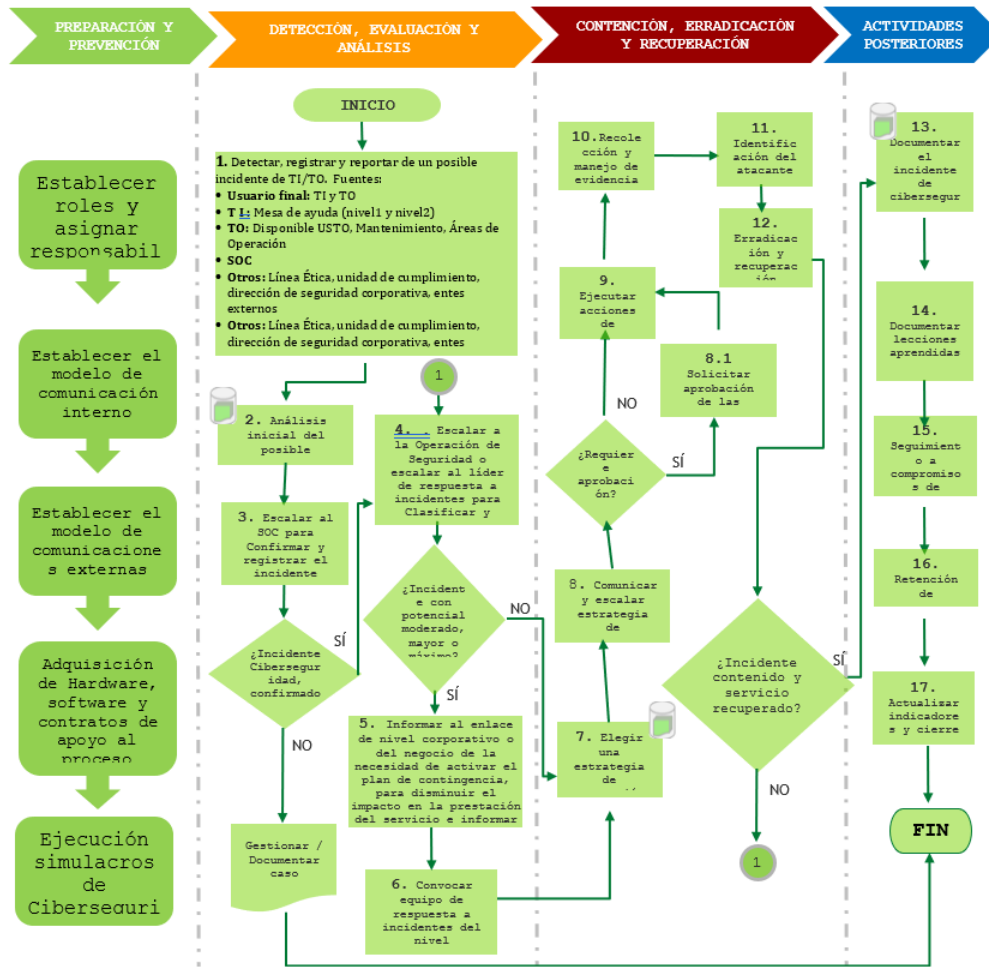 PREPARACIÓN Y
PREVENCIÓN
DETECCIÓN, EVALUACIÓN Y
ANÁLISIS
CONTENCIÓN, ERRADICACIÓN
Y RECUPERACIÓN
ACTIVIDADES
POSTERIORES
Establecer
roles y
asignar
responsabil
Establecer el
modelo de
comunicación
interno
Establecer el
modelo de
comunicacione
s externas
Adquisición
de Hardware,
software y
contratos de
apoyo al
proceso
Ejecución
simulacros
de
Ciberseguri
INICIO
1. Detectar, registrar y reportar de un posible
incidente de TI/TO. Fuentes:
• Usuario final: TI y TO
• T I.: Mesa de ayuda (nivel1 y nivel2)
• TO: Disponible USTO, Mantenimiento, Áreas de
Operación
• SOC
• Otros: Línea Ética, unidad de cumplimiento,
dirección de seguridad corporativa, entes
externos
• Otros: Línea Ética, unidad de cumplimiento,
dirección de seguridad corporativa, entes
2. Análisis
inicial del
posible
3. Escalar al
SOC para
Confirmar y
registrar el
incidente
¿Incidente
Cibersegu
ridad,
confirmado
SÍ
NO
Gestionar /
Documentar
caso
1
4. . Escalar a
la Operación de
Seguridad o
escalar al líder
de respuesta a
incidentes para
Clasificar y
¿Incident
e con
potencial
moderado,
mayor o
máximo?
NO
SÍ
5. Informar al enlace
de nivel corporativo o
del negocio de la
necesidad de activar el
plan de contingencia,
para disminuir el
impacto en la prestación
del servicio e informar
6. Convocar
equipo de
respuesta a
incidentes del
nivel
7. Elegir
una
estrategia
de
8. Comunicar
y escalar
estrategia
de
¿Requier
e
aprobaci
ón?
NO
SÍ
8.1
Solicitar
aprobación
de las
9.
Ejecutar
acciones
de
10.Recole
cción y
manejo de
evidencia
11.
Identific
ación del
atacante
12.
Erradicac
ión y
recuperac
ión
¿Incidente
contenido y
servicio
recuperado?
SÍ
NO
1
13.
Documentar
el
incidente
de
cibersegur
14.
Documentar
lecciones
aprendidas
15.
Seguimient
o a
compromiso
s de
16.
Retención
de
17.
Actualizar
indicadore
s y cierre
FIN